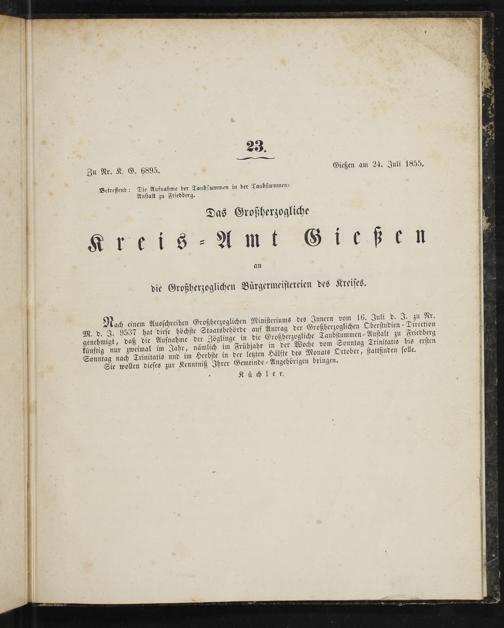 23.
Zu Nr. K. G. 6895.
Gießen am 24. Juli 1855.
Betreffend: Die Aufnahme der Taubstummen in der Taubstummen-
Anstalt zu Friedberg.
Das Großherzogliche
Kreis-Amt Gießen
an
die Großherzoglichen Bürgermeistereien des Kreises.
Nach einem Ausschreiben Großherzoglichen Ministeriums des Innern vom 16. Juli d. J. zu Nr.
M. d. J. 9537 hat diese höchste Staatsbehörde auf Antrag der Großherzoglichen Oberstudien-Direction
genehmigt, daß die Aufnahme der Zöglinge in die Großherzogliche Taubstummen-Anstalt zu Friedberg
künftig nur zweimal im Jahr, nämlich im Frühjahr in der Woche vom Sonntag Trinitatis bis ersten
Sonntag nach Trinitatis und im Herbste in der letzten Hälfte des Monats October, stattfinden solle.
Sie wollen dieses zur Kenntniß Ihrer Gemeinde-Angehörigen bringen.
Küchler.